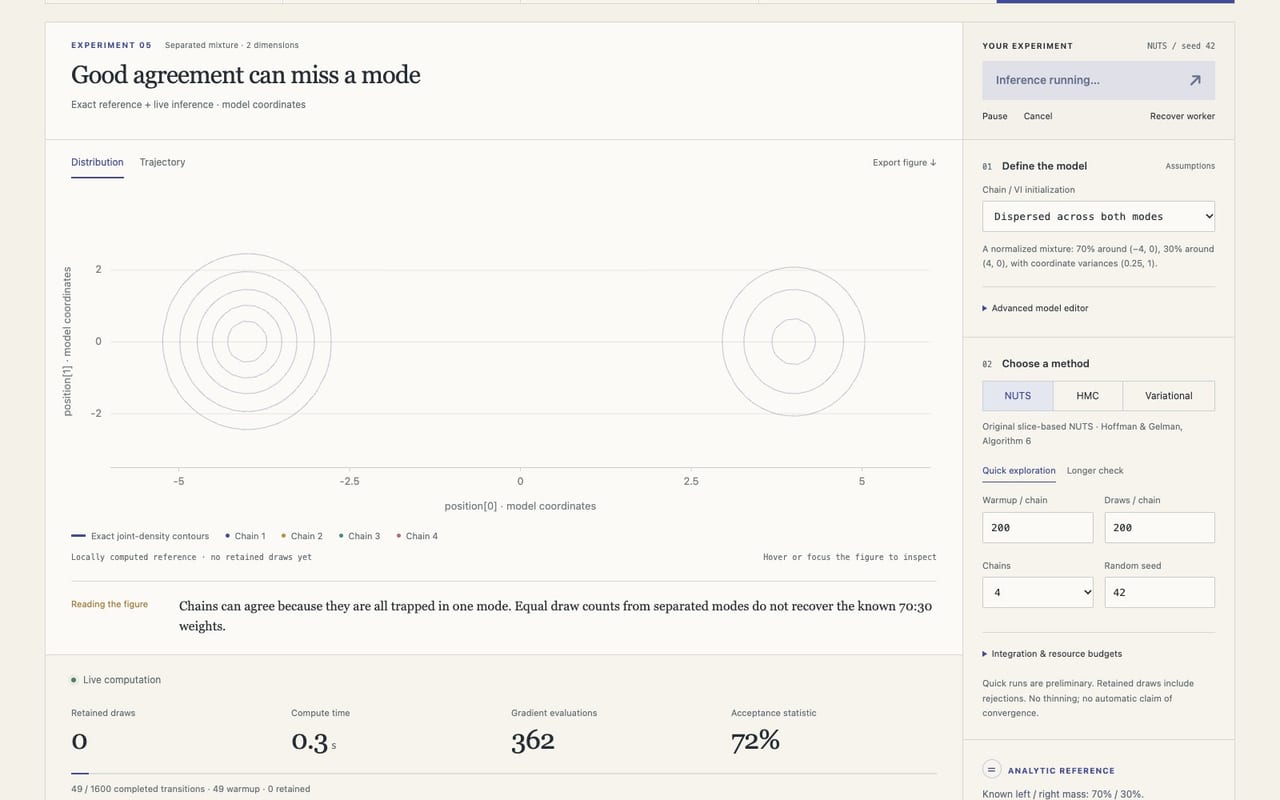 EXPERIMENT 05 Separated mixture · 2 dimensions
Good agreement can miss a mode
Exact reference + live inference · model coordinates
Distribution Trajectory Export figure ↓
position[1] · model coordinates
2
0
-2
-5 -2.5 0 2.5 5
position[0] · model coordinates
Exact joint-density contours Chain 1 Chain 2 Chain 3 Chain 4
Locally computed reference · no retained draws yet Hover or focus the figure to inspect
Reading the figure
Chains can agree because they are all trapped in one mode. Equal draw counts from separated modes do not recover the known 70:30
weights.
Live computation
Retained draws Compute time Gradient evaluations Acceptance statistic
0 0.3 s 362 72%
49 / 1600 completed transitions · 49 warmup · 0 retained
YOUR EXPERIMENT NUTS / seed 42
Inference running...
Pause Cancel Recover worker
01 Define the model Assumptions
Chain / VI initialization
Dispersed across both modes
A normalized mixture: 70% around (−4, 0), 30% around
(4, 0), with coordinate variances (0.25, 1).
Advanced model editor
02 Choose a method
NUTS HMC Variational
Original slice-based NUTS · Hoffman & Gelman,
Algorithm 6
Quick exploration Longer check
Warmup / chain Draws / chain
200 200
Chains Random seed
4 42
Integration & resource budgets
Quick runs are preliminary. Retained draws include
rejections. No thinning; no automatic claim of
convergence.
= ANALYTIC REFERENCE
Known left / right mass: 70% / 30%.